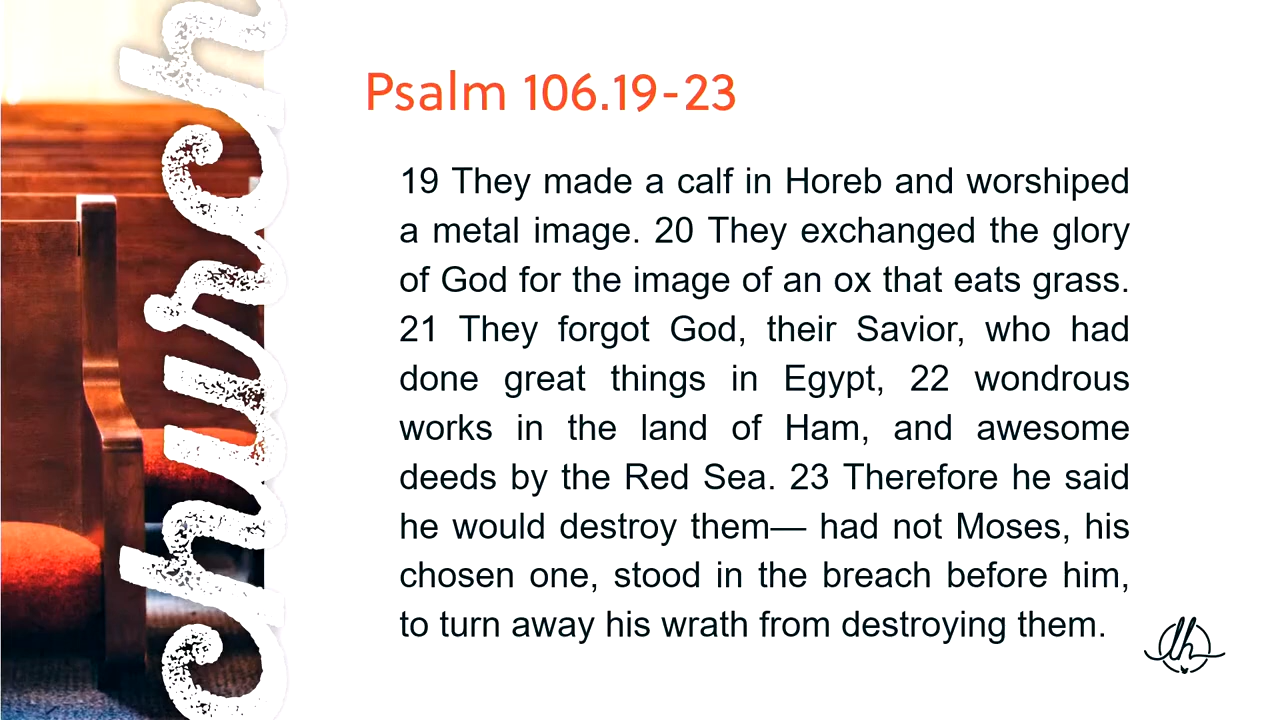 church
Psalm 106.19-23
19 They made a calf in Horeb and worshiped
a metal image. 20 They exchanged the glory
of God for the image of an ox that eats grass.
21 They forgot God, their Savior, who had
done great things in Egypt, 22 wondrous
works in the land of Ham, and awesome
deeds by the Red Sea. 23 Therefore he said
he would destroy them— had not Moses, his
chosen one, stood in the breach before him,
to turn away his wrath from destroying them.
lh